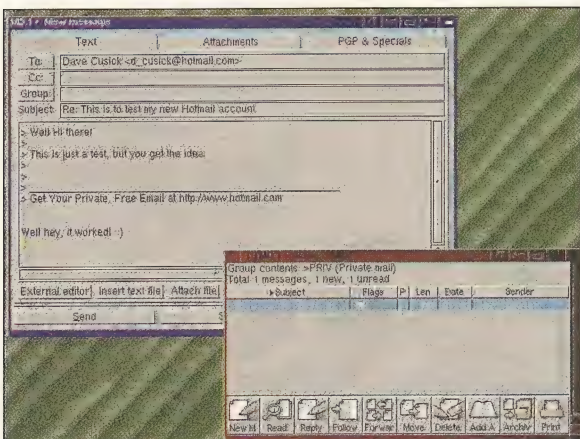 MD-1 • New message
Text Attachments PGP & Specials
To: Dave Cusick <d_cusick@hotmail.com>
Cc:
Group:
Subject: Re: This is to test my new Hotmail account
> Well Hi there!
>
> This is just a test, but you get the idea.
>
>
> Get Your Private, Free Email at http://www.hotmail.com
Well hey, it worked! :)
External editor Insert text file Attach file
Send
Group contents >PRIV (Private mail)
Total 1 messages, 1 new, 1 unread
Subject Flags P Len Date Sender
New M Read Reply Follow Forwar Move Delete Add A Archiv Print